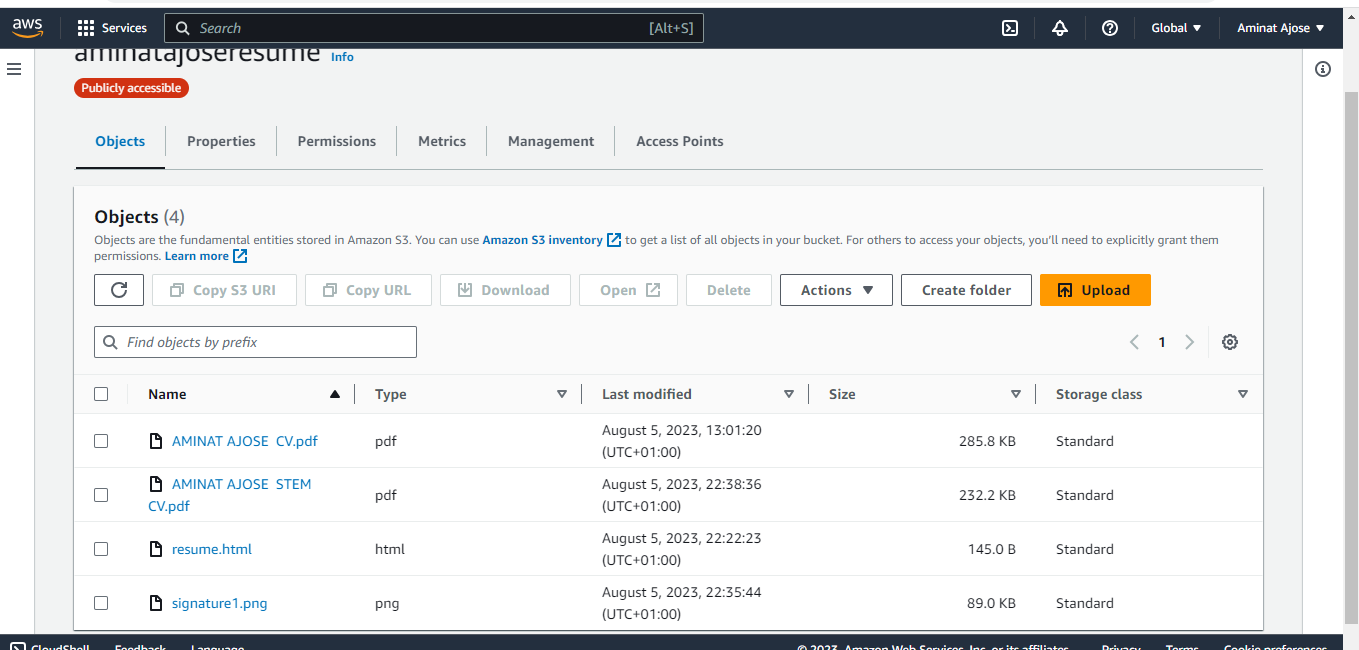 aws
Services
Search [Alt+S]
Global
Aminat Ajose
aminatajoseresume Info
Publicly accessible
Objects Properties Permissions Metrics Management Access Points
Objects (4)
Objects are the fundamental entities stored in Amazon S3. You can use Amazon S3 inventory to get a list of all objects in your bucket. For others to access your objects, you'll need to explicitly grant them
permissions. Learn more
Copy S3 URI Copy URL Download Open Delete Actions Create folder Upload
Find objects by prefix
1
Name Type Last modified Size Storage class
AMINAT AJOSE CV.pdf pdf August 5, 2023, 13:01:20 285.8 KB Standard
(UTC+01:00)
AMINAT AJOSE STEM pdf August 5, 2023, 22:38:36 232.2 KB Standard
CV.pdf (UTC+01:00)
resume.html html August 5, 2023, 22:22:23 145.0 B Standard
(UTC+01:00)
signature1.png png August 5, 2023, 22:35:44 89.0 KB Standard
(UTC+01:00)
CloudShell Feedback Language © 2023, Amazon Web Services, Inc. or its affiliates. Privacy Terms Cookie preferences